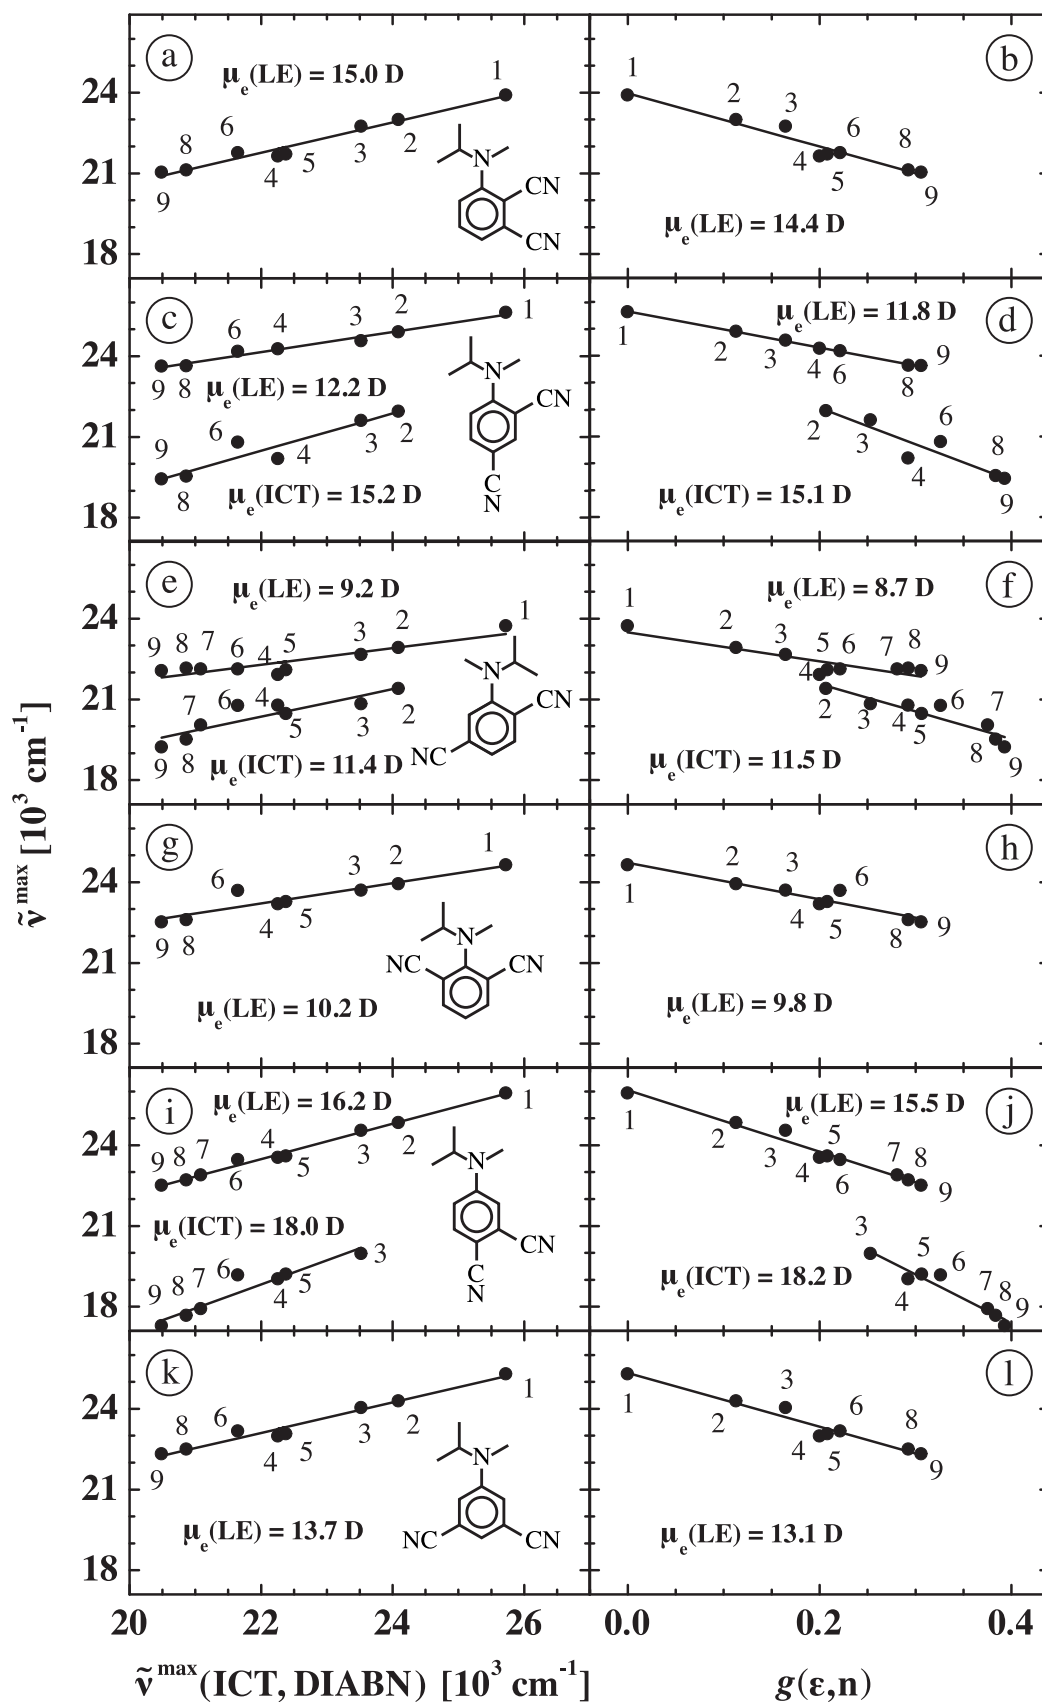 a
μe(LE) = 15.0 D
1
2
3
4
5
6
8
9
N
CN
CN
24
21
18
b
1
2
3
4
5
6
8
9
μe(LE) = 14.4 D
c
1
2
3
4
6
8
9
μe(LE) = 12.2 D
9
8
6
4
3
2
μe(ICT) = 15.2 D
N
CN
C
N
24
21
18
d
μe(LE) = 11.8 D
1
2
3
4
6
8
9
2
3
4
6
8
9
μe(ICT) = 15.1 D
e
μe(LE) = 9.2 D
9
8
7
6
4
5
3
2
1
9
8
7
6
4
5
3
2
μe(ICT) = 11.4 D
N
CN
NC
24
21
18
f
μe(LE) = 8.7 D
1
2
3
4
5
6
7
8
9
2
3
4
5
6
7
8
9
μe(ICT) = 11.5 D
g
9
8
6
4
5
3
2
1
μe(LE) = 10.2 D
N
NC
CN
24
21
18
h
1
2
3
4
5
6
8
9
μe(LE) = 9.8 D
i
μe(LE) = 16.2 D
9
8
7
6
4
5
3
2
1
μe(ICT) = 18.0 D
9
8
7
6
4
5
3
N
CN
C
N
24
21
18
j
μe(LE) = 15.5 D
1
2
3
4
5
6
7
8
9
3
4
5
6
7
8
9
μe(ICT) = 18.2 D
k
9
8
6
4
5
3
2
1
μe(LE) = 13.7 D
N
NC
CN
24
21
18
l
1
2
3
4
5
6
8
9
μe(LE) = 13.1 D
20 22 24 26
0.0 0.2 0.4
ν̃max [10³ cm⁻¹]
ν̃max(ICT, DIABN) [10³ cm⁻¹]
g(ε,n)